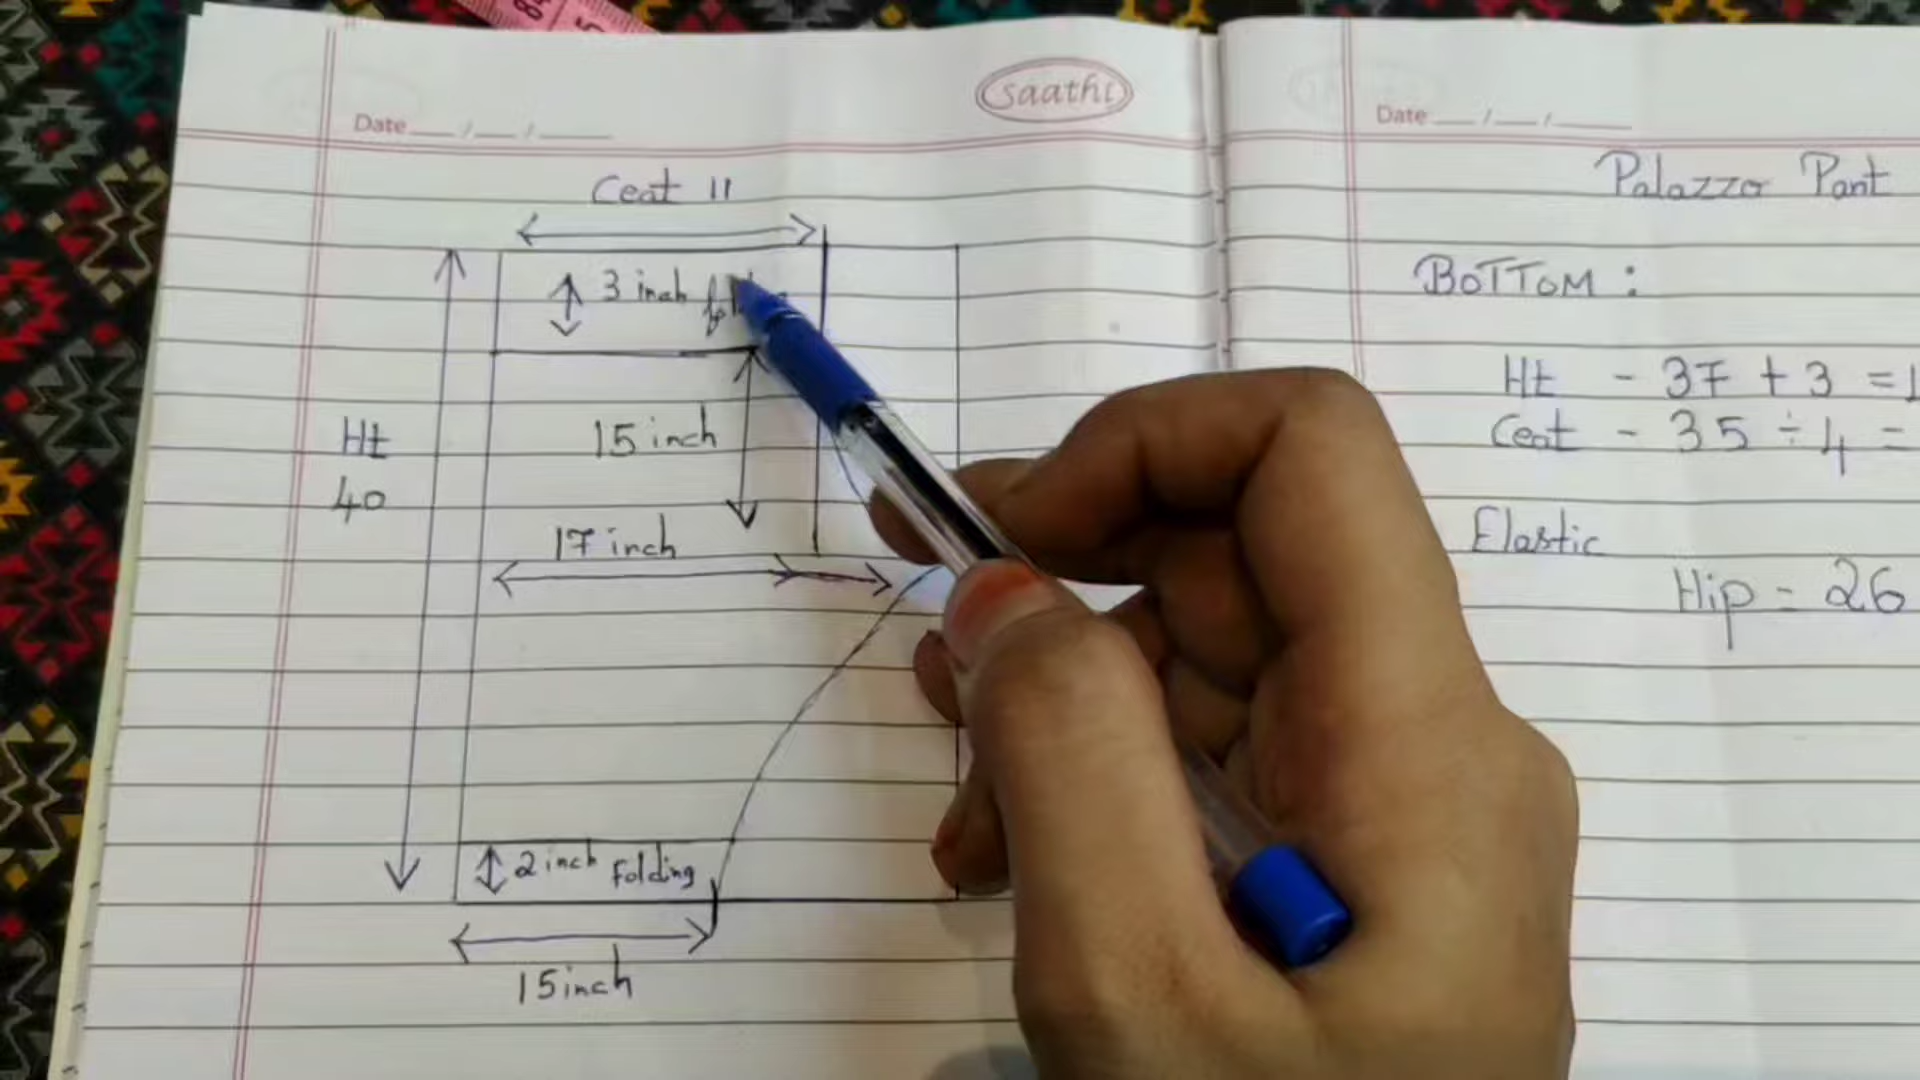 Date
saathi
Ceat 11
3 inch
Ht
40
15 inch
17 inch
2 inch Folding
15 inch
Date
Palazzo Pant
BOTTOM :
Ht - 37 + 3 =
Ceat - 35 ÷ 4 =
Elastic
Hip - 26